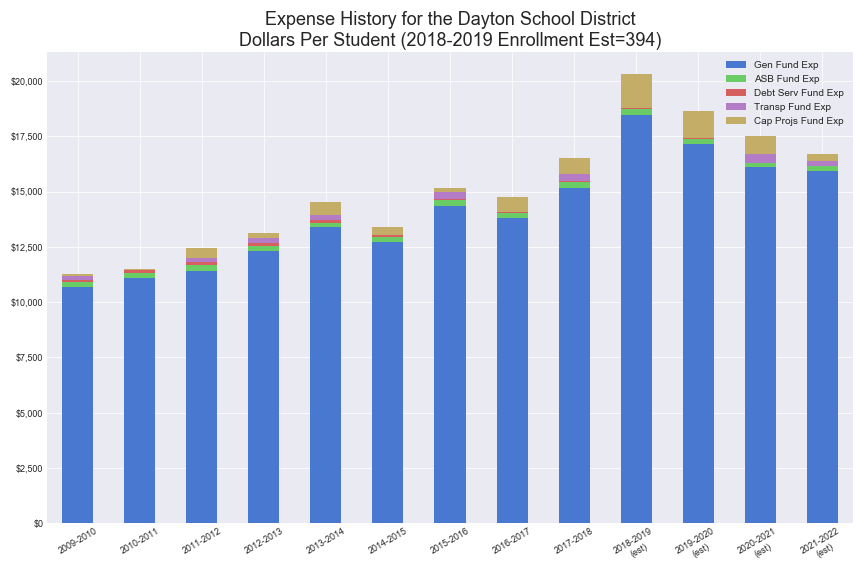 Expense History for the Dayton School District
Dollars Per Student (2018-2019 Enrollment Est=394)
Gen Fund Exp
ASB Fund Exp
Debt Serv Fund Exp
Transp Fund Exp
Cap Projs Fund Exp
$20,000
$17,500
$15,000
$12,500
$10,000
$7,500
$5,000
$2,500
$0
2009-2010
2010-2011
2011-2012
2012-2013
2013-2014
2014-2015
2015-2016
2016-2017
2017-2018
2018-2019
(est)
2019-2020
(est)
2020-2021
(est)
2021-2022
(est)